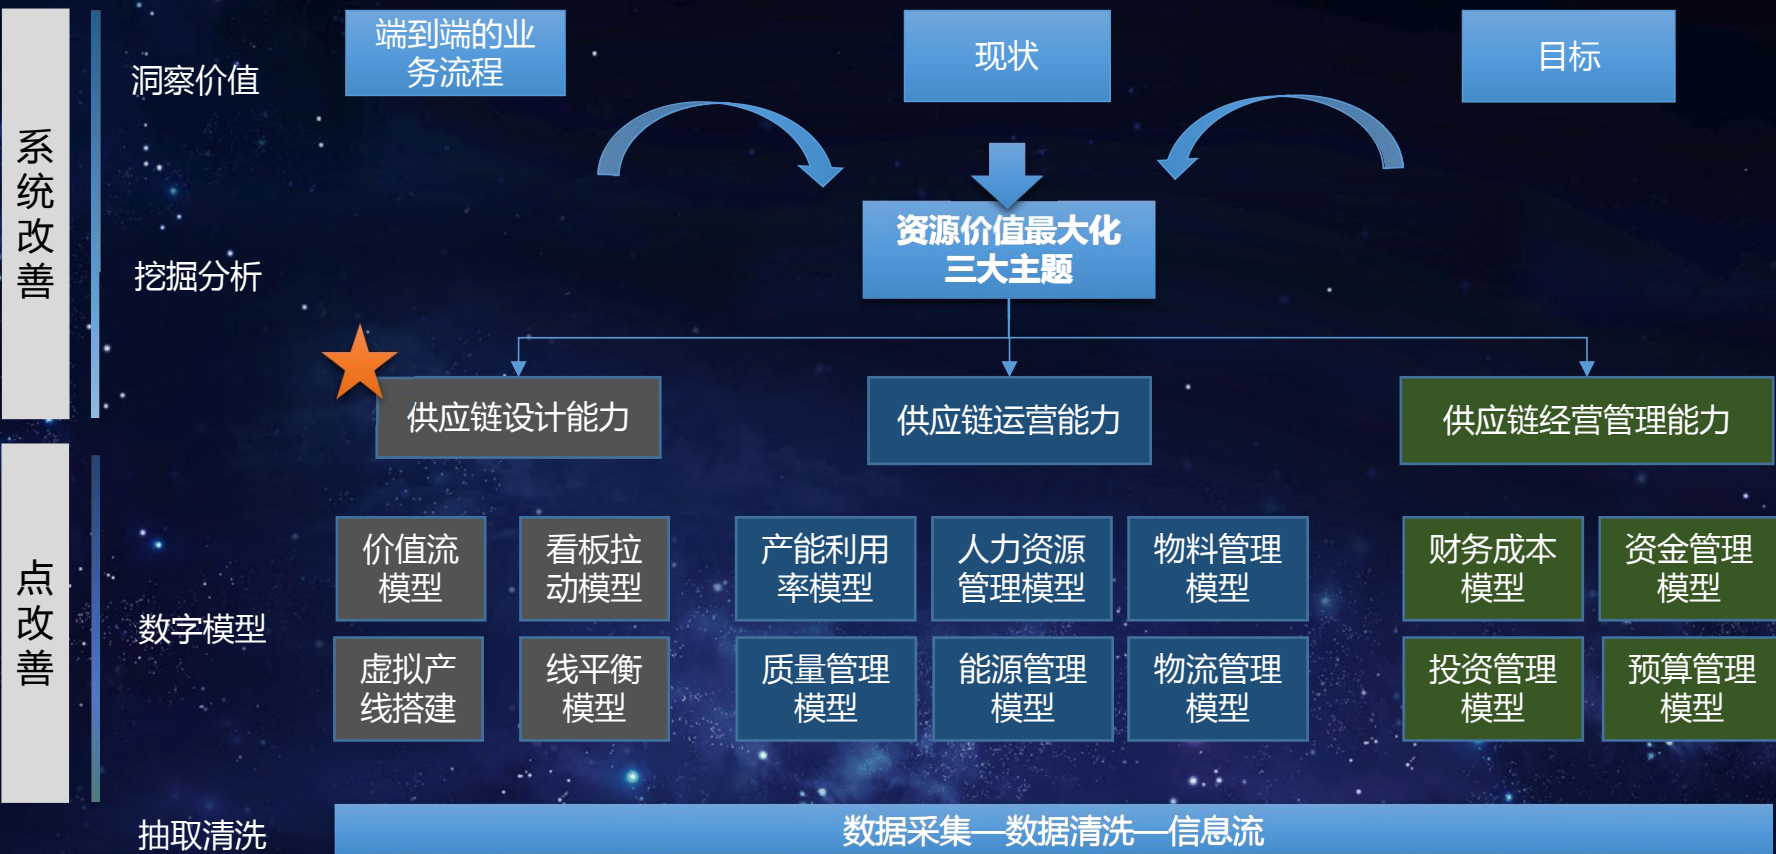 系统改善
洞察价值
端到端的业
务流程
现状
目标
挖掘分析
资源价值最大化
三大主题
供应链设计能力
供应链运营能力
供应链经营管理能力
点改善
数字模型
价值流
模型
看板拉
动模型
产能利用
率模型
人力资源
管理模型
物料管理
模型
财务成本
模型
资金管理
模型
虚拟产
线搭建
线平衡
模型
质量管理
模型
能源管理
模型
物流管理
模型
投资管理
模型
预算管理
模型
抽取清洗
数据采集—数据清洗—信息流